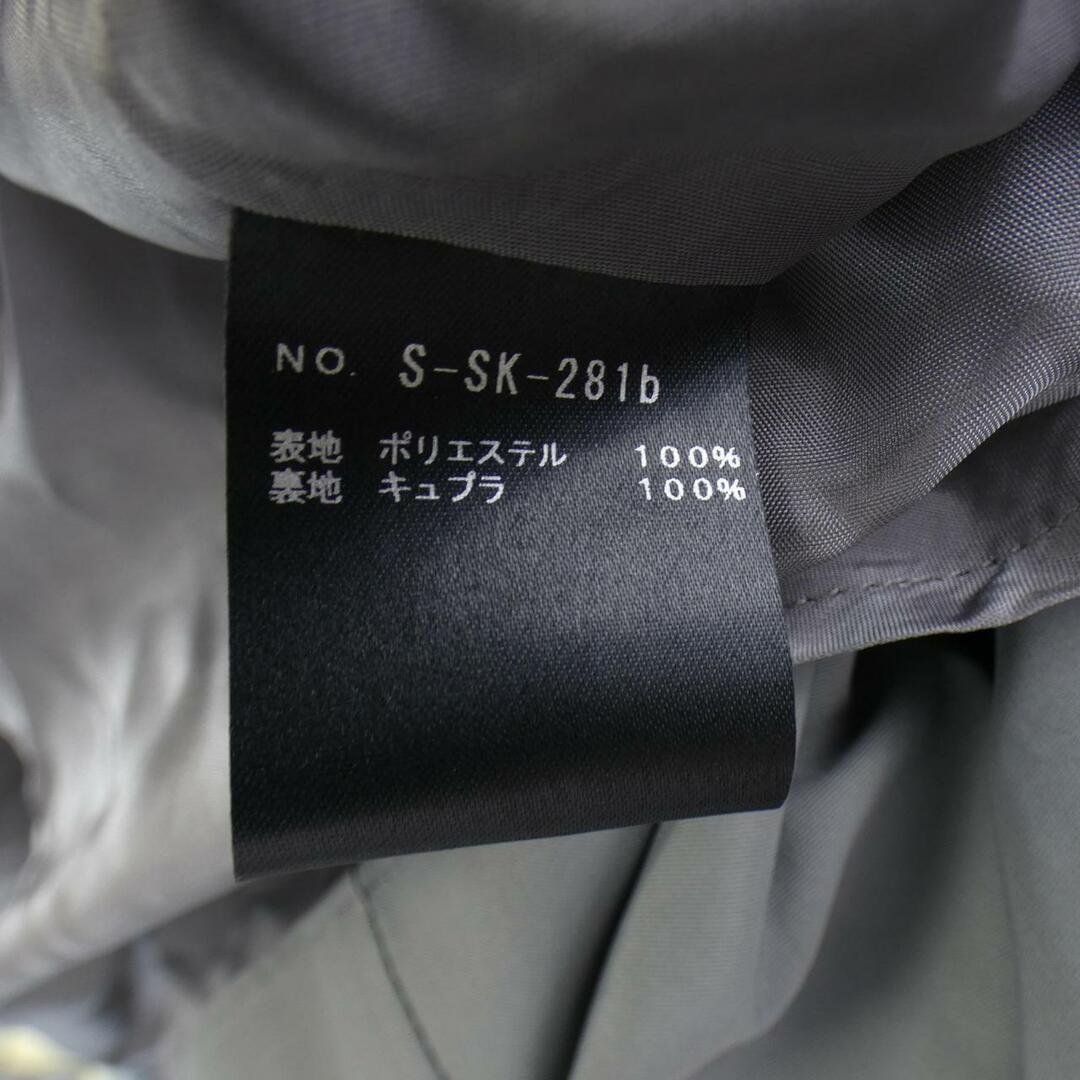 NO. S-SK-281b
表地 ポリエステル 100%
裏地 キュプラ 100%